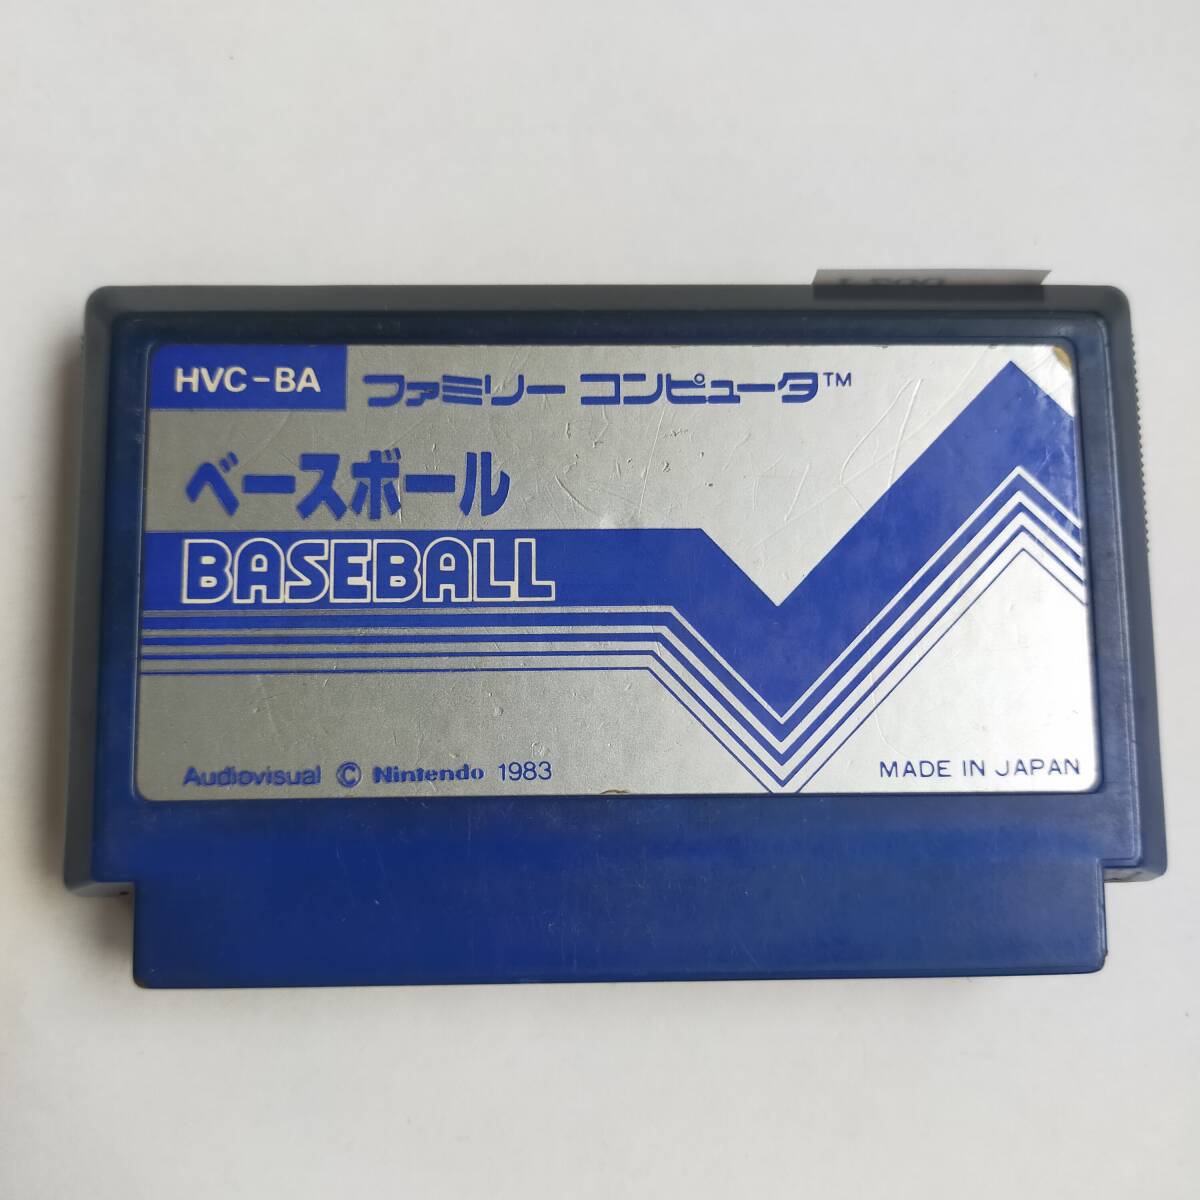 HVC-BA
ファミリー コンピュータ™
ベースボール
BASEBALL
Audiovisual © Nintendo 1983
MADE IN JAPAN